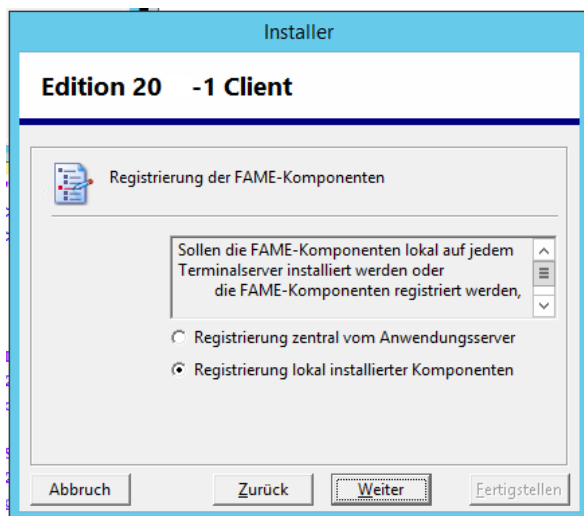 Installer
Edition 20 -1 Client
Registrierung der FAME-Komponenten
Sollen die FAME-Komponenten lokal auf jedem
Terminalserver installiert werden oder
die FAME-Komponenten registriert werden,
Registrierung zentral vom Anwendungsserver
Registrierung lokal installierter Komponenten
Abbruch
Zurück
Weiter
Fertigstellen